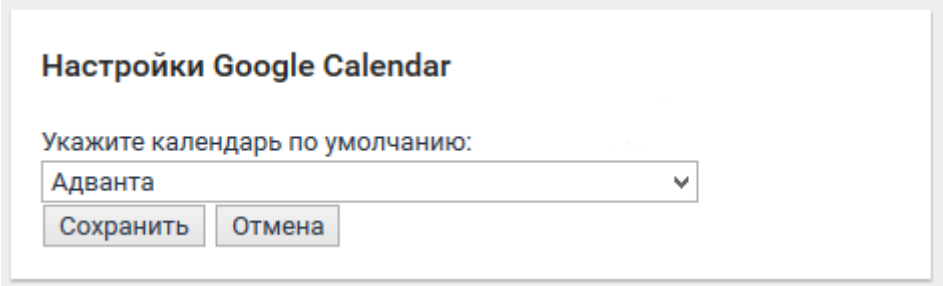 Настройки Google Calendar
Укажите календарь по умолчанию:
Адванта
Сохранить Отмена